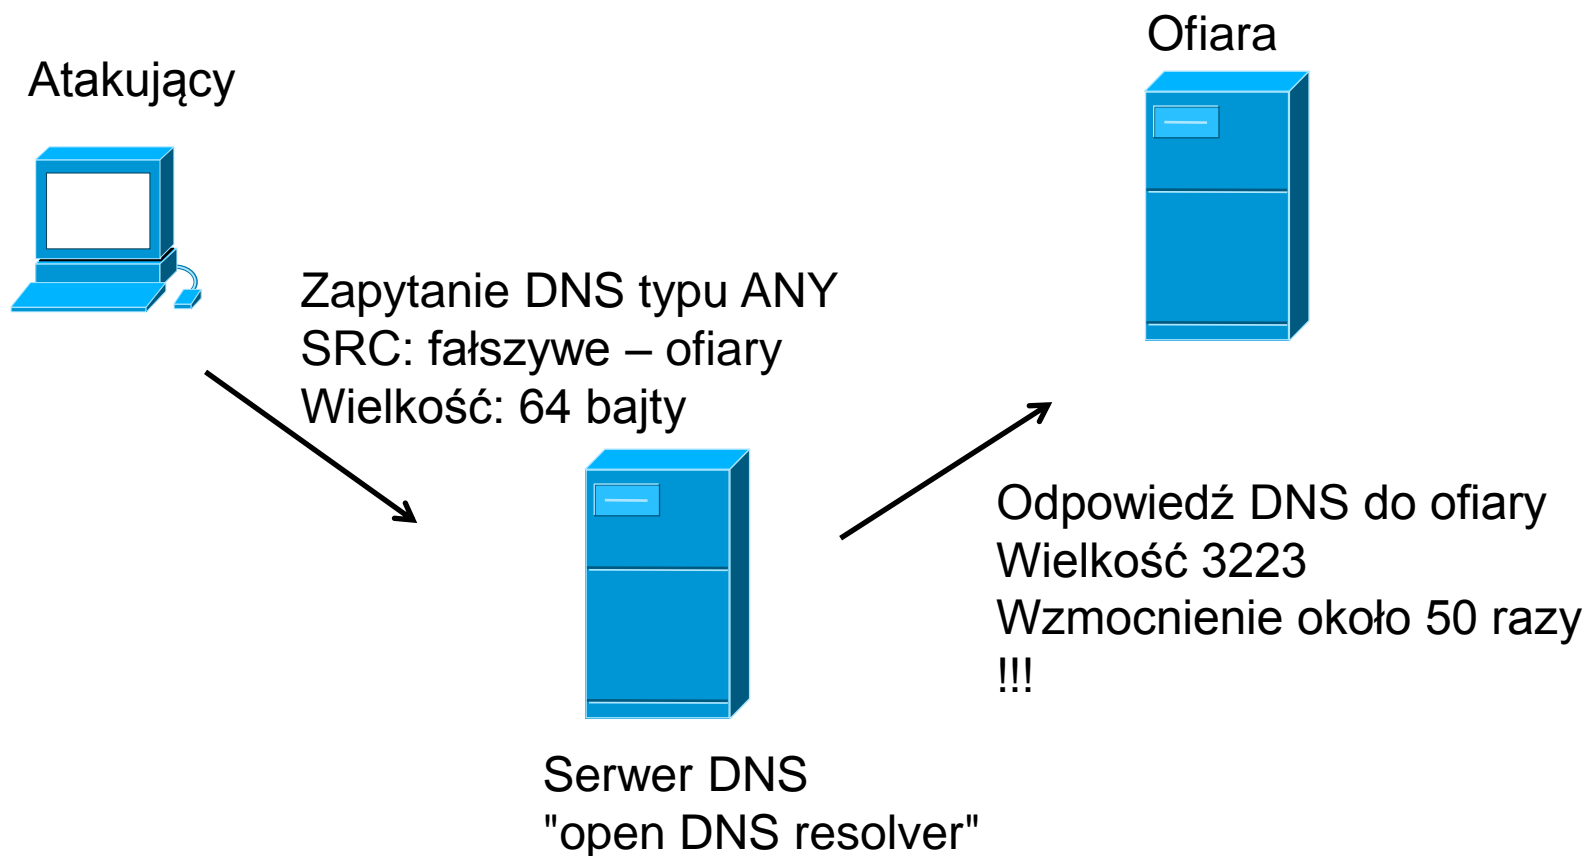 Atakujący
Ofiara
Zapytanie DNS typu ANY
SRC: fałszywe – ofiary
Wielkość: 64 bajty
Odpowiedź DNS do ofiary
Wielkość 3223
Wzmocnienie około 50 razy
!!!
Serwer DNS
"open DNS resolver"